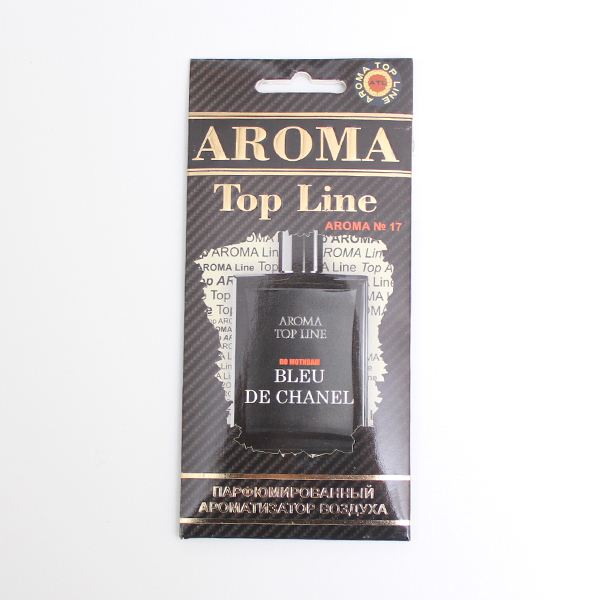 AROMA TOP LINE
ATL
AROMA
Top Line
AROMA № 17
AROMA
TOP LINE
ПО МОТИВАМ
BLEU
DE CHANEL
ПАРФЮМИРОВАННЫЙ
АРОМАТИЗАТОР ВОЗДУХА